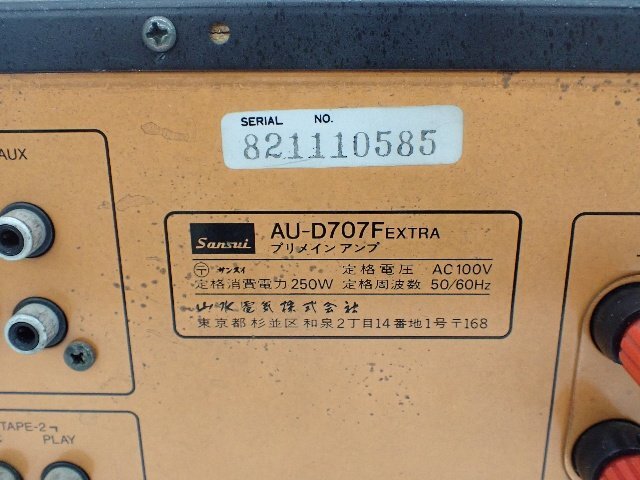 SERIAL NO.
821110585
AUX
Sansui AU-D707F EXTRA
プリメインアンプ
〒 サンスイ 定格電圧 AC100V
定格消費電力 250W 定格周波数 50/60Hz
山水電気株式会社
東京都杉並区和泉2丁目14番地1号〒168
TAPE-2
PLAY